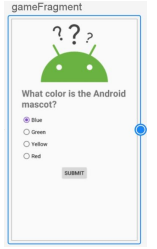 gameFragment
? ? ?
What color is the Android
mascot?
Blue
Green
Yellow
Red
SUBMIT